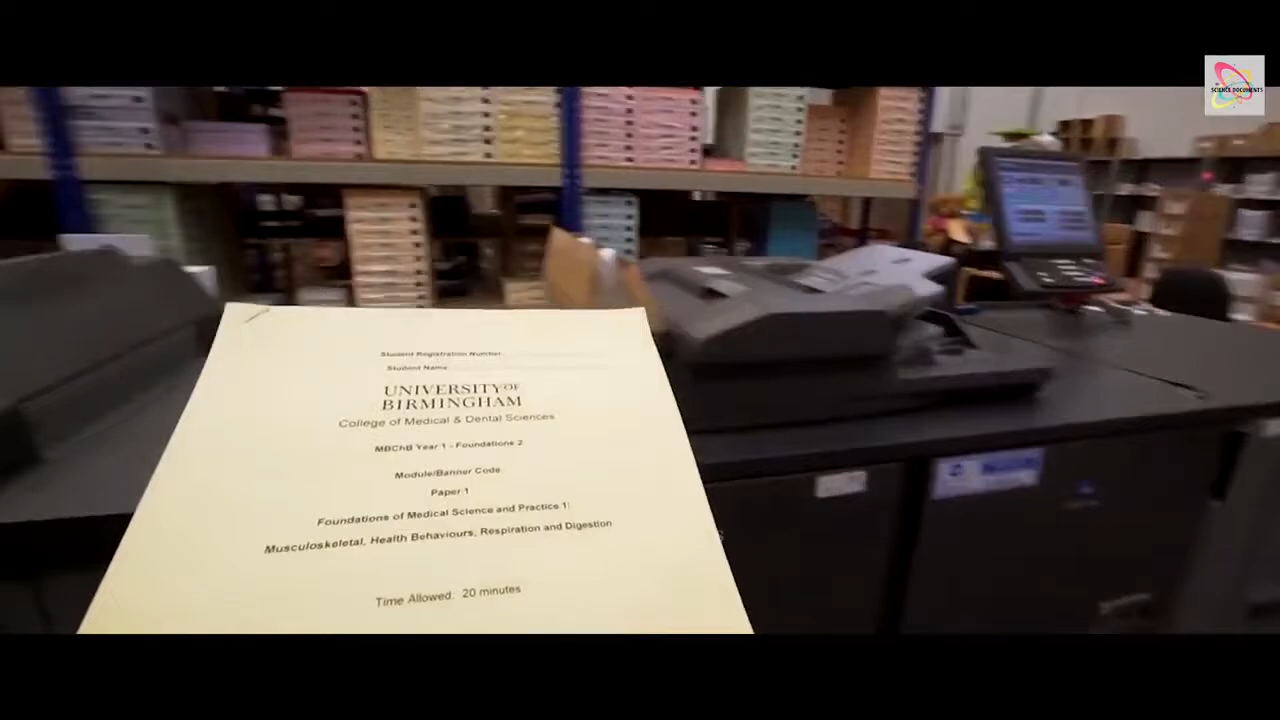 SCIENCE DOCUMENTS
Student Registration Number
Student Name
UNIVERSITY OF
BIRMINGHAM
College of Medical & Dental Sciences
MBChB Year 1 - Foundations 2
Module/Banner Code
Paper 1
Foundations of Medical Science and Practice 1
Musculoskeletal, Health Behaviours, Respiration and Digestion
Time Allowed: 20 minutes